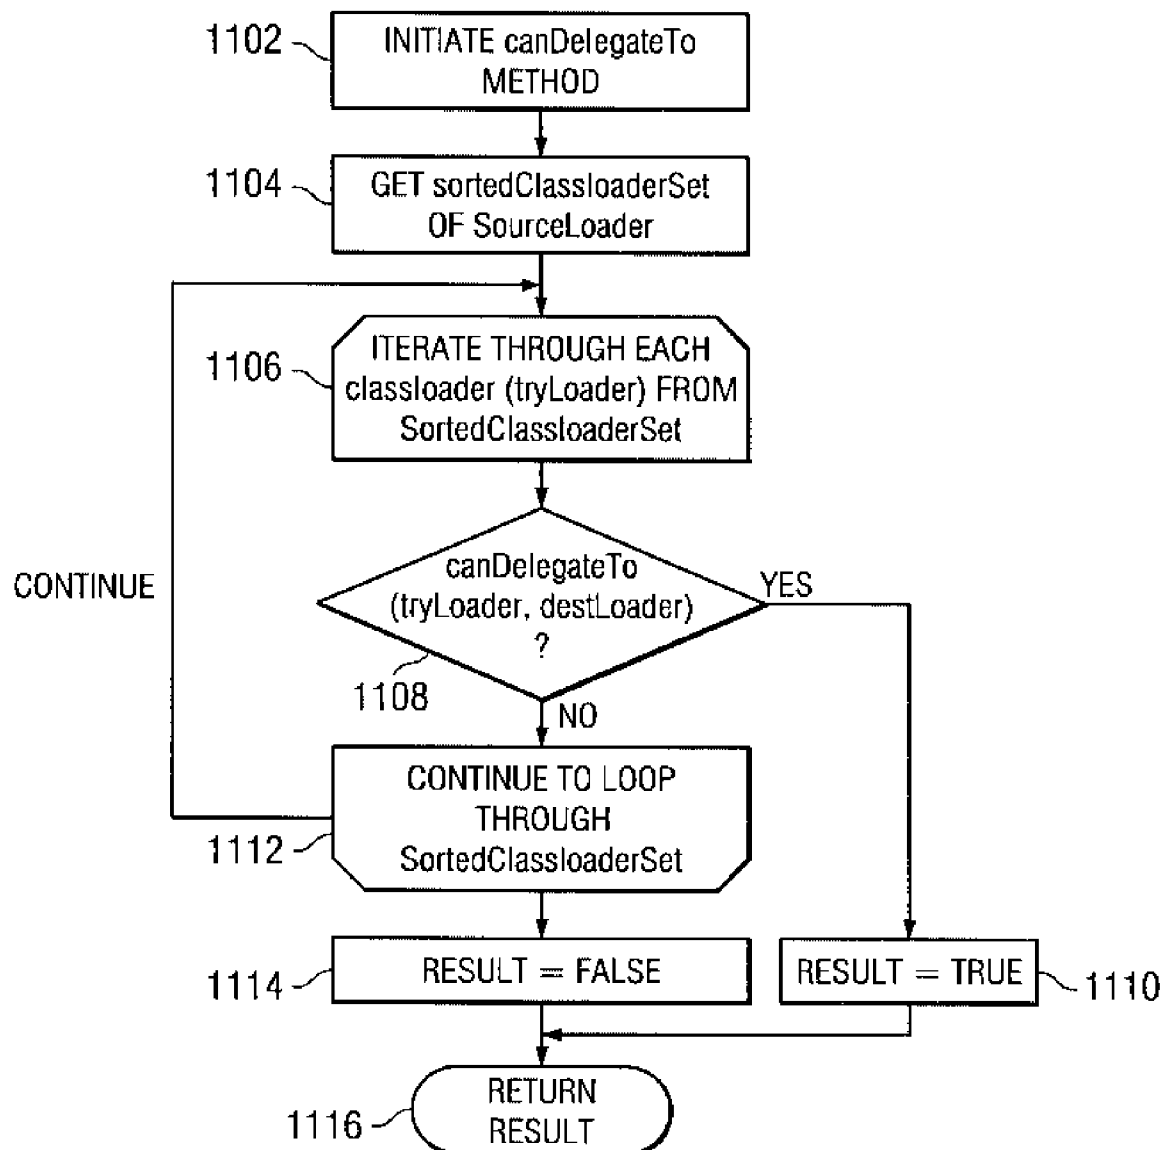 1102
INITIATE canDelegateTo
METHOD
1104
GET sortedClassloaderSet
OF SourceLoader
1106
ITERATE THROUGH EACH
classloader (tryLoader) FROM
SortedClassloaderSet
CONTINUE
canDelegateTo
(tryLoader, destLoader)
?
YES
1108
NO
1112
CONTINUE TO LOOP
THROUGH
SortedClassloaderSet
1114
RESULT = FALSE
RESULT = TRUE
1110
1116
RETURN
RESULT